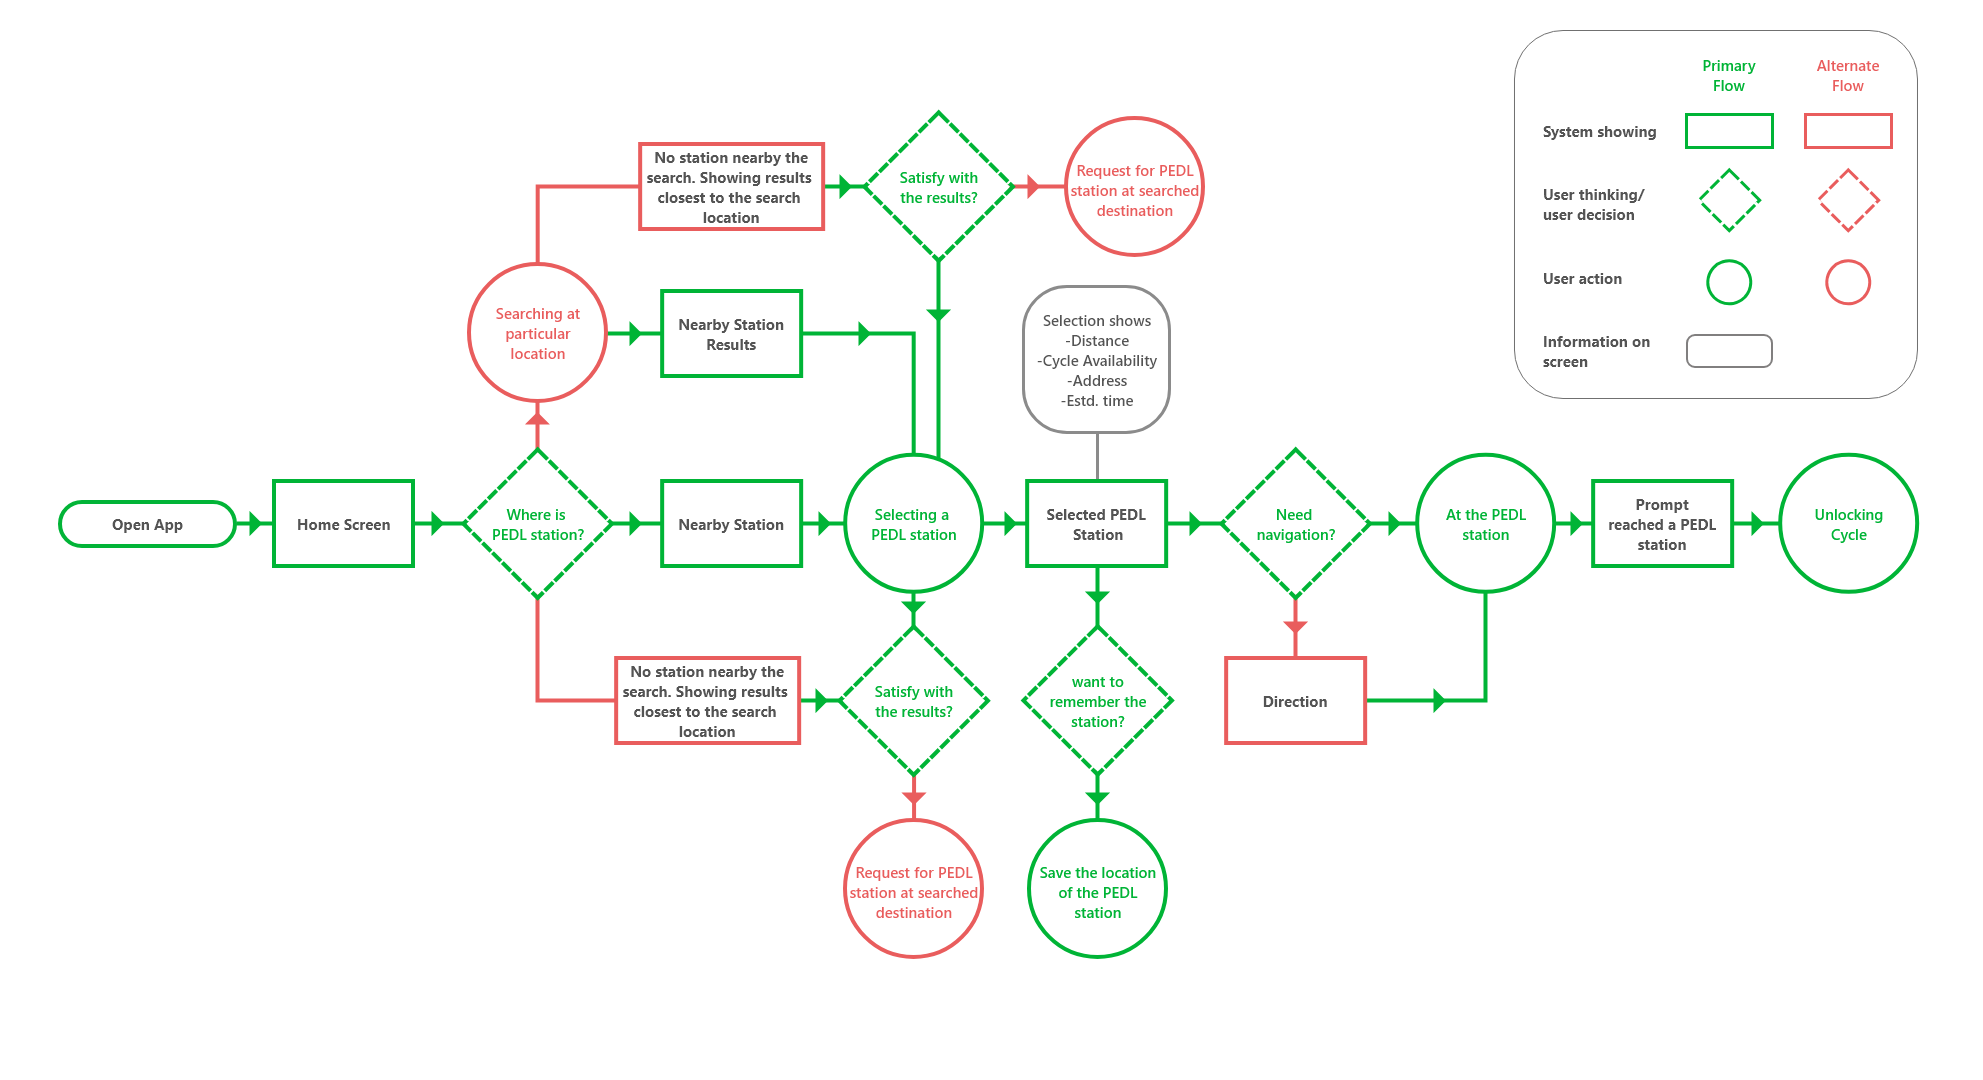 Primary
Flow
Alternate
Flow
System showing
User thinking/
user decision
User action
Information on
screen
No station nearby the
search. Showing results
closest to the search
location
Satisfy with
the results?
Request for PEDL
station at searched
destination
Searching at
particular
location
Nearby Station
Results
Selection shows
-Distance
-Cycle Availability
-Address
-Estd. time
Open App
Home Screen
Where is
PEDL station?
Nearby Station
Selecting a
PEDL station
Selected PEDL
Station
Need
navigation?
At the PEDL
station
Prompt
reached a PEDL
station
Unlocking
Cycle
No station nearby the
search. Showing results
closest to the search
location
Satisfy with
the results?
want to
remember the
station?
Direction
Request for PEDL
station at searched
destination
Save the location
of the PEDL
station